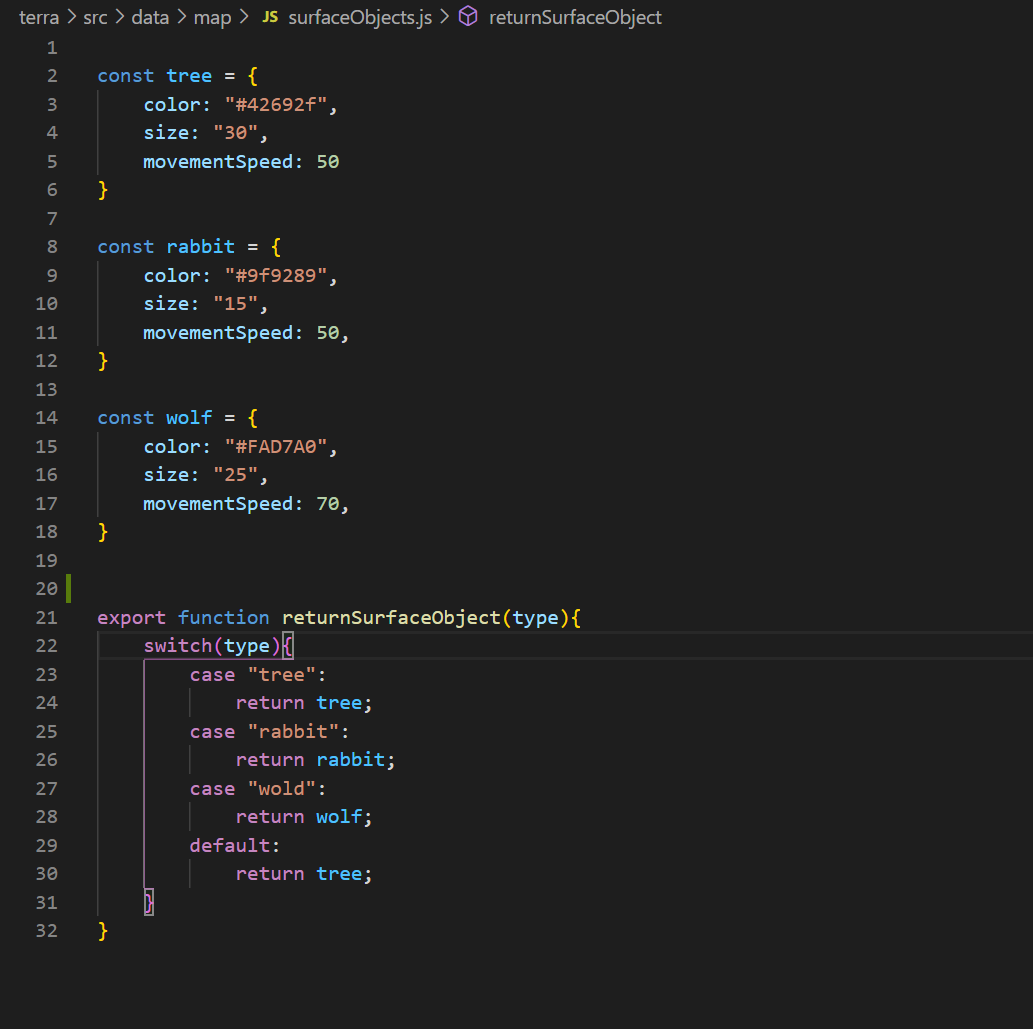 terra > src > data > map > JS surfaceObjects.js > returnSurfaceObject
1
2 const tree = {
3     color: "#42692f",
4     size: "30",
5     movementSpeed: 50
6 }
7
8 const rabbit = {
9     color: "#9f9289",
10     size: "15",
11     movementSpeed: 50,
12 }
13
14 const wolf = {
15     color: "#FAD7A0",
16     size: "25",
17     movementSpeed: 70,
18 }
19
20
21 export function returnSurfaceObject(type){
22     switch(type){
23         case "tree":
24             return tree;
25         case "rabbit":
26             return rabbit;
27         case "wold":
28             return wolf;
29         default:
30             return tree;
31     }
32 }